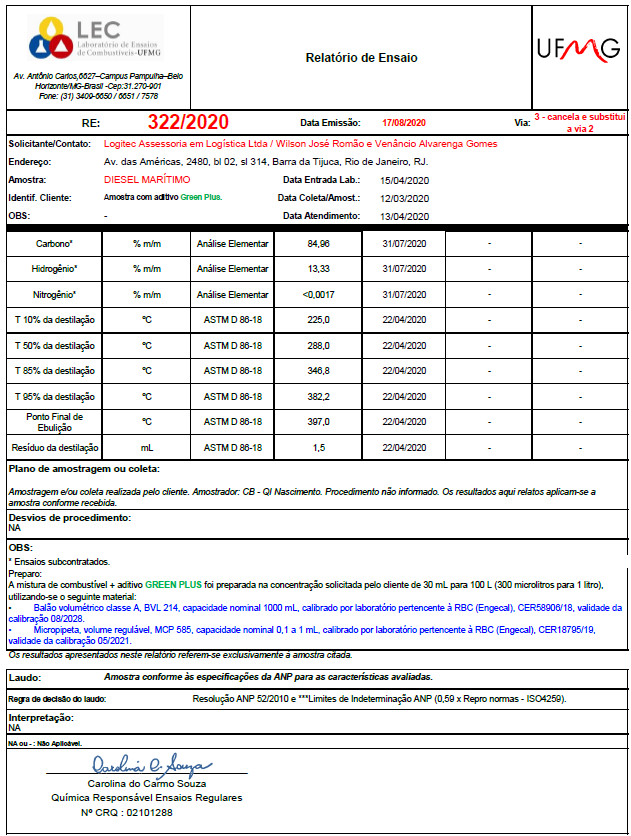 LEC
Laboratório de Ensaios
de Combustíveis-UFMG
Av. Antônio Carlos,6627–Campus Pampulha–Belo
Horizonte/MG-Brasil -Cep:31.270-901
Fone: (31) 3409-6650 / 6651 / 7578
Relatório de Ensaio
UFMG
RE: 322/2020 Data Emissão: 17/08/2020 Via: 3 - cancela e substitui
a via 2
Solicitante/Contato: Logitec Assessoria em Logística Ltda / Wilson José Romão e Venâncio Alvarenga Gomes
Endereço: Av. das Américas, 2480, bl 02, sl 314, Barra da Tijuca, Rio de Janeiro, RJ.
Amostra: DIESEL MARÍTIMO Data Entrada Lab.: 15/04/2020
Identif. Cliente: Amostra com aditivo Green Plus. Data Coleta/Amost.: 12/03/2020
OBS: - Data Atendimento: 13/04/2020
Carbono* % m/m Análise Elementar 84,96 31/07/2020 - -
Hidrogênio* % m/m Análise Elementar 13,33 31/07/2020 - -
Nitrogênio* % m/m Análise Elementar <0,0017 31/07/2020 - -
T 10% da destilação ºC ASTM D 86-18 225,0 22/04/2020 - -
T 50% da destilação ºC ASTM D 86-18 288,0 22/04/2020 - -
T 85% da destilação ºC ASTM D 86-18 346,8 22/04/2020 - -
T 95% da destilação ºC ASTM D 86-18 382,2 22/04/2020 - -
Ponto Final de
Ebulição ºC ASTM D 86-18 397,0 22/04/2020 - -
Resíduo da destilação mL ASTM D 86-18 1,5 22/04/2020 - -
Plano de amostragem ou coleta:
Amostragem e/ou coleta realizada pelo cliente. Amostrador: CB - QI Nascimento. Procedimento não informado. Os resultados aqui relatos aplicam-se a
amostra conforme recebida.
Desvios de procedimento:
NA
OBS:
* Ensaios subcontratados.
Preparo:
A mistura de combustível + aditivo GREEN PLUS foi preparada na concentração solicitada pelo cliente de 30 mL para 100 L (300 microlitros para 1 litro),
utilizando-se o seguinte material:
• Balão volumétrico classe A, BVL 214, capacidade nominal 1000 mL, calibrado por laboratório pertencente à RBC (Engecal), CER58906/18, validade da
calibração 08/2028.
• Micropipeta, volume regulável, MCP 585, capacidade nominal 0,1 a 1 mL, calibrado por laboratório pertencente à RBC (Engecal), CER18795/19,
validade da calibração 05/2021.
Os resultados apresentados neste relatório referem-se exclusivamente à amostra citada.
Laudo: Amostra conforme às especificações da ANP para as características avaliadas.
Regra de decisão do laudo: Resolução ANP 52/2010 e ***Limites de Indeterminação ANP (0,59 x Repro normas - ISO4259).
Interpretação:
NA
NA ou - : Não Aplicável.
Carolina C. Souza
Carolina do Carmo Souza
Química Responsável Ensaios Regulares
Nº CRQ : 02101288